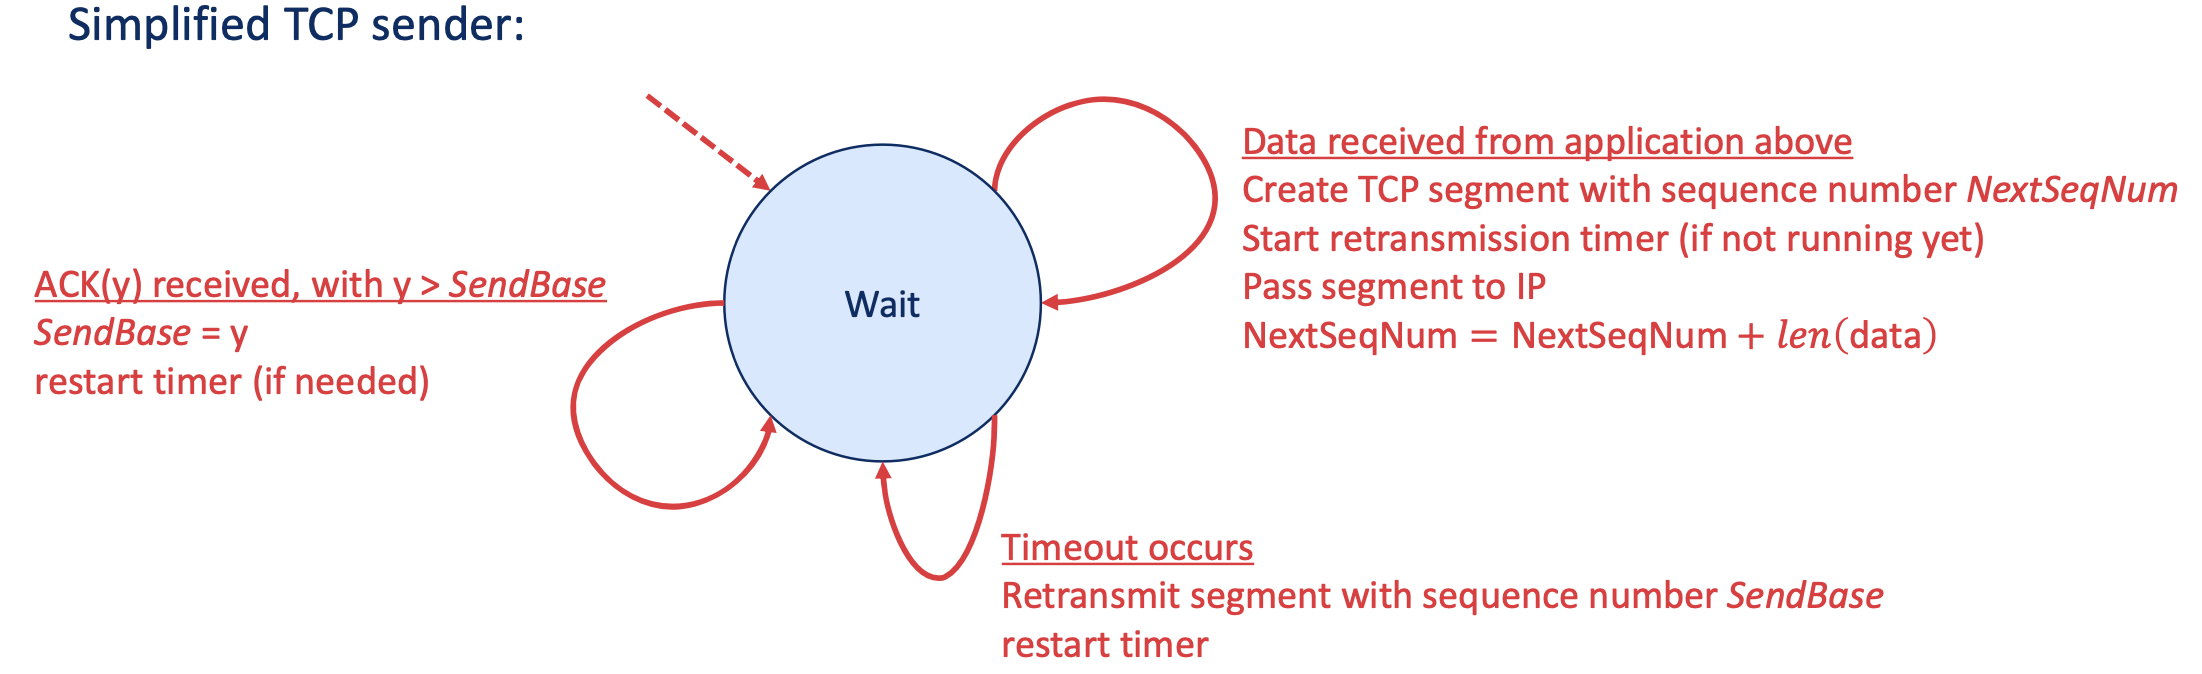 Simplified TCP sender:
Data received from application above
Create TCP segment with sequence number NextSeqNum
Start retransmission timer (if not running yet)
Pass segment to IP
NextSeqNum = NextSeqNum + len(data)
ACK(y) received, with y > SendBase
SendBase = y
restart timer (if needed)
Wait
Timeout occurs
Retransmit segment with sequence number SendBase
restart timer